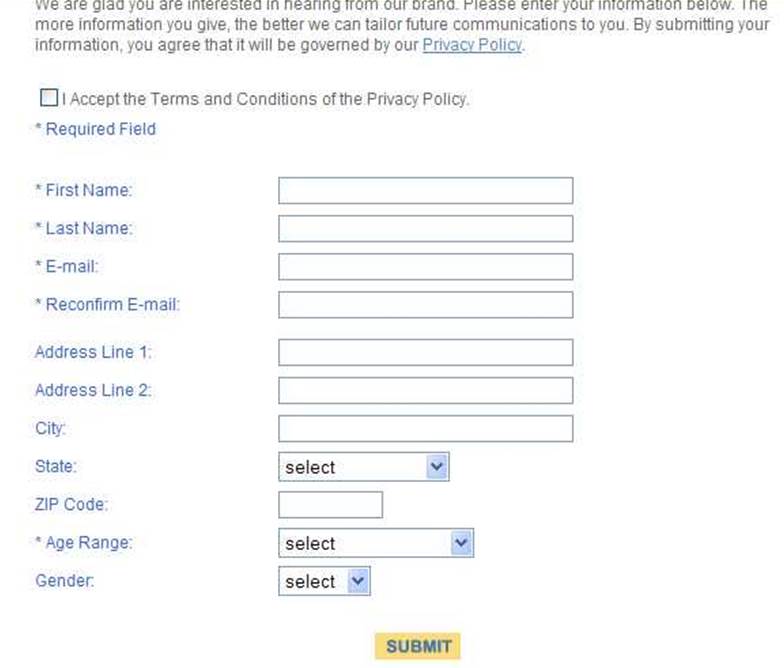 We are glad you are interested in hearing from our brand. Please enter your information below. The
more information you give, the better we can tailor future communications to you. By submitting your
information, you agree that it will be governed by our Privacy Policy.
I Accept the Terms and Conditions of the Privacy Policy.
* Required Field
* First Name:
* Last Name:
* E-mail:
* Reconfirm E-mail:
Address Line 1:
Address Line 2:
City:
State: select
ZIP Code:
* Age Range: select
Gender: select
SUBMIT